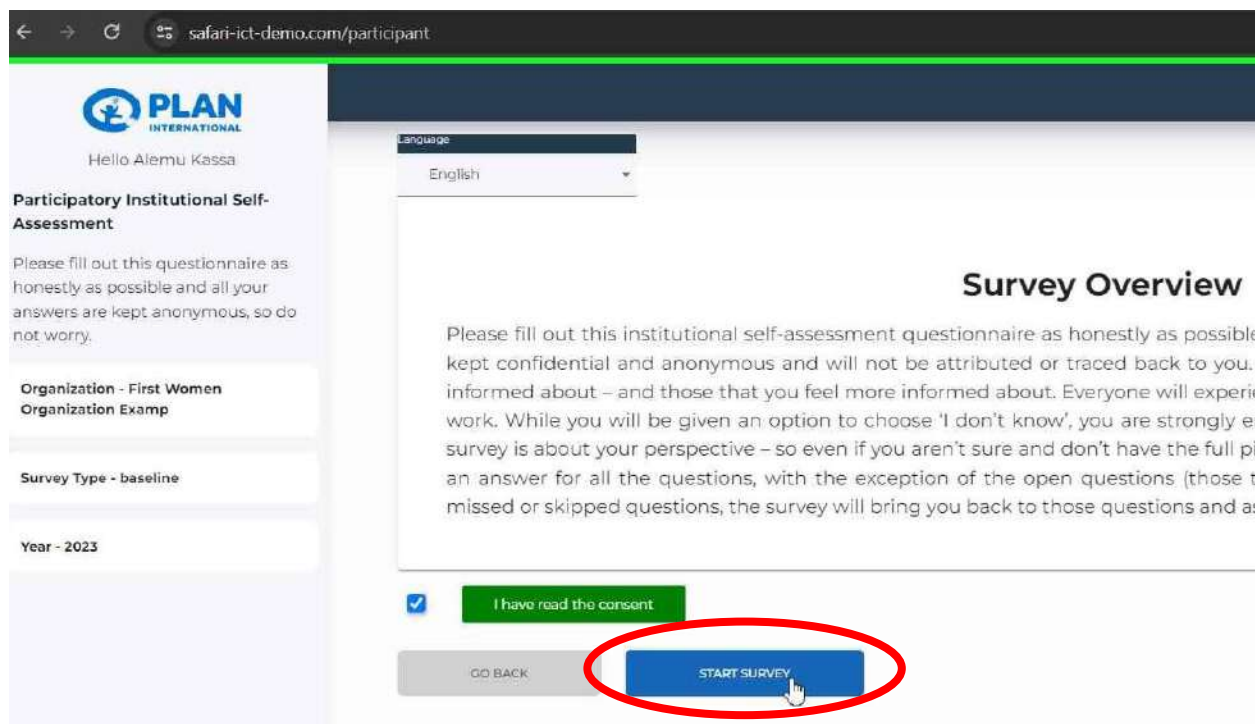 safari-ict-demo.com/participant
PLAN
INTERNATIONAL
Hello Alemu Kassa
Participatory Institutional Self-
Assessment
Please fill out this questionnaire as
honestly as possible and all your
answers are kept anonymous, so do
not worry.
Organization - First Women
Organization Examp
Survey Type - baseline
Year - 2023
Language
English
Survey Overview
Please fill out this institutional self-assessment questionnaire as honestly as possible
kept confidential and anonymous and will not be attributed or traced back to you.
informed about – and those that you feel more informed about. Everyone will experi
work. While you will be given an option to choose 'I don't know', you are strongly e
survey is about your perspective – so even if you aren't sure and don't have the full p
an answer for all the questions, with the exception of the open questions (those t
missed or skipped questions, the survey will bring you back to those questions and a
I have read the consent
GO BACK
START SURVEY